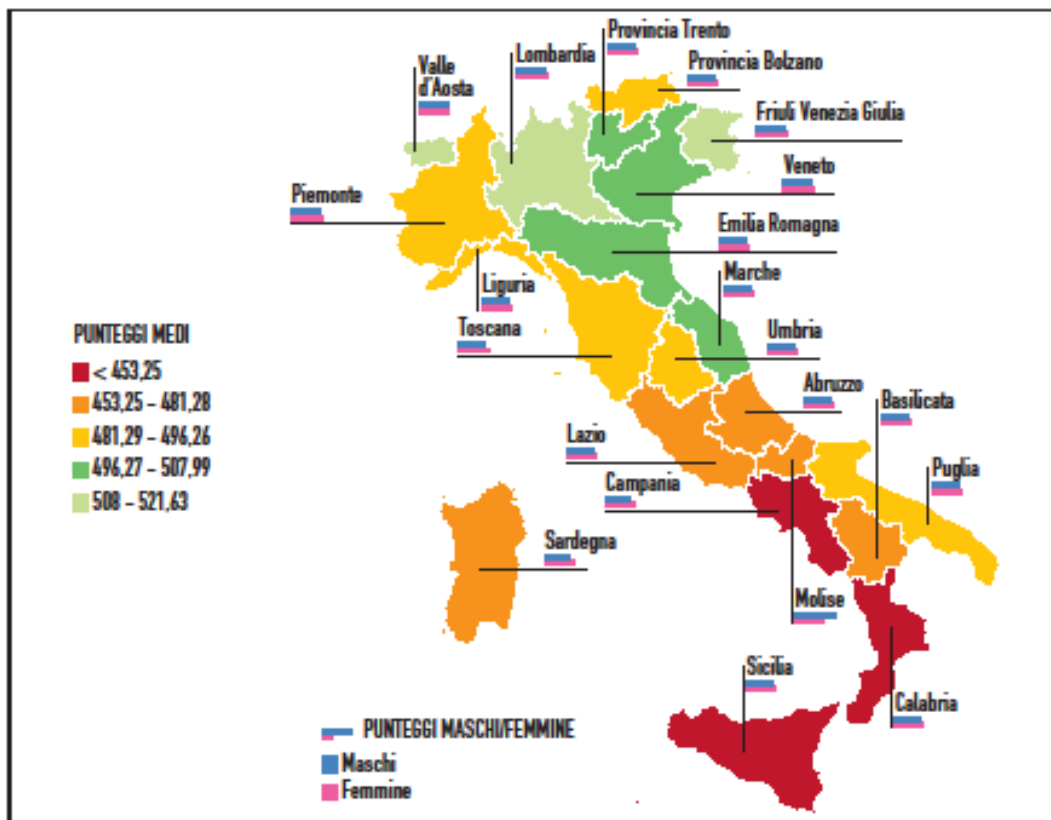 Provincia Trento
Lombardia
Provincia Bolzano
Valle
d'Aosta
Friuli Venezia Giulia
Veneto
Piemonte
Emilia Romagna
Marche
Liguria
Toscana
Umbria
PUNTEGGI MEDI
< 453,25
453,25 – 481,28
481,29 – 496,26
496,27 – 507,99
508 – 521,63
Abruzzo
Basilicata
Lazio
Puglia
Campania
Sardegna
Molise
Sicilia
Calabria
PUNTEGGI MASCHI/FEMMINE
Maschi
Femmine